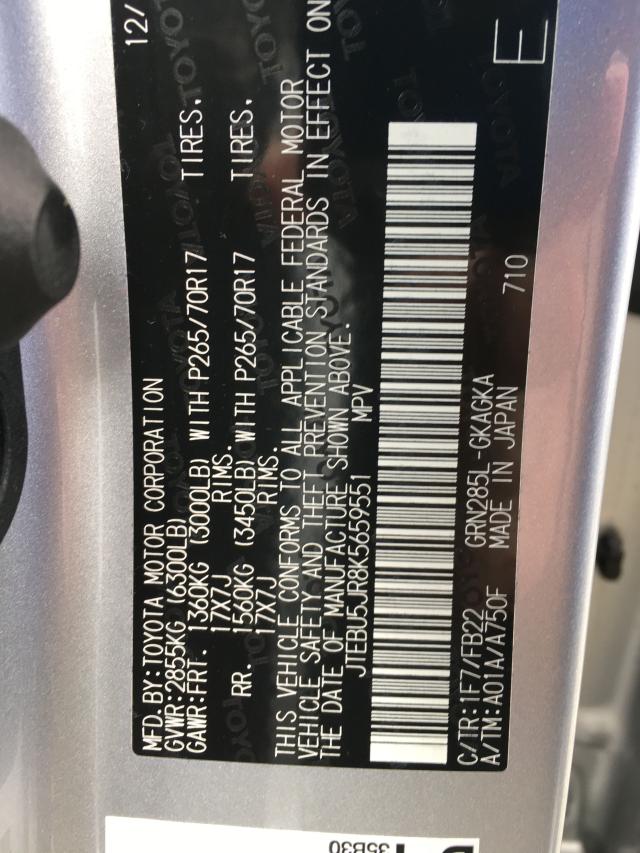 MFD.BY:TOYOTA MOTOR CORPORATION 12/
GVWR:2855KG (6300LB)
GAWR:FRT. 1360KG (3000LB) WITH P265/70R17 TIRES,
17X7J RIMS.
RR. 1560KG (3450LB) WITH P265/70R17 TIRES,
17X7J RIMS.
THIS VEHICLE CONFORMS TO ALL APPLICABLE FEDERAL MOTOR
VEHICLE SAFETY AND THEFT PREVENTION STANDARDS IN EFFECT ON
THE DATE OF MANUFACTURE SHOWN ABOVE.
JTEBU5JR8K5659551 MPV
C/TR:1F7/FB22 GRN285L-GKAGKA 710
A/TM:A01A/A750F MADE IN JAPAN E
35B30